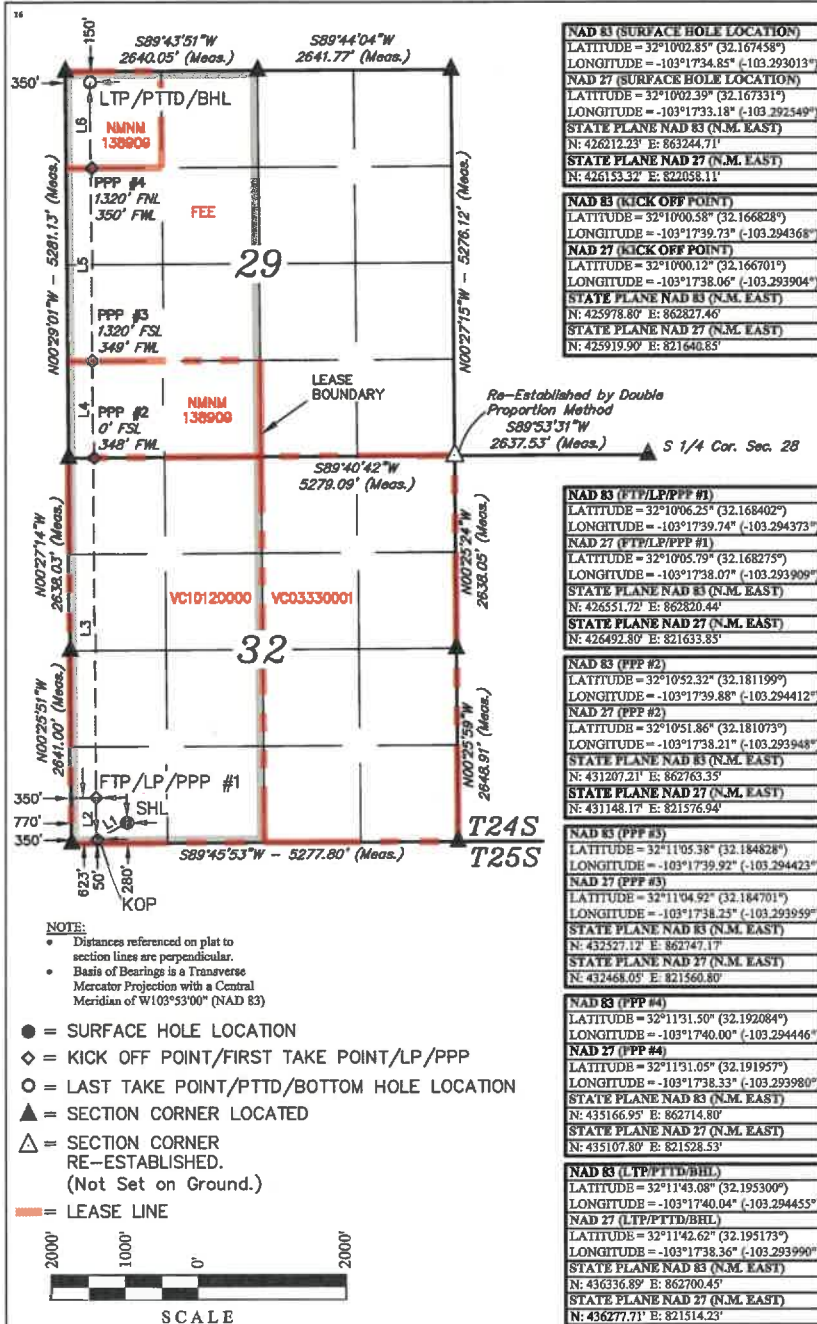 16
150'
S89°43'51"W
2640.05' (Meas.)
S89°44'04"W
2641.77' (Meas.)
350'
LTP/PTTD/BHL
L6
NMNM
138909
PPP #4
1320' FNL
350' FWL
FEE
N00°29'01"W - 5281.13' (Meas.)
N00°27'15"W - 5276.12' (Meas.)
L5
29
PPP #3
1320' FSL
349' FWL
LEASE
BOUNDARY
L4
NMNM
138909
PPP #2
0' FSL
348' FWL
Re-Established by Double
Proportion Method
S89°53'31"W
2637.53' (Meas.)
S 1/4 Cor. Sec. 28
S89°40'42"W
5279.09' (Meas.)
N00°27'14"W
2638.03' (Meas.)
N00°25'24"W
2638.05' (Meas.)
VC10120000
VC03330001
L3
32
N00°25'51"W
2641.00' (Meas.)
N00°25'59"W
2648.91' (Meas.)
FTP/LP/PPP #1
350'
SHL
L2
L1
770'
350'
T24S
T25S
S89°45'53"W - 5277.80' (Meas.)
623'
50'
280'
KOP
NOTE:
• Distances referenced on plat to
section lines are perpendicular.
• Basis of Bearings is a Transverse
Mercator Projection with a Central
Meridian of W103°53'00" (NAD 83)
= SURFACE HOLE LOCATION
= KICK OFF POINT/FIRST TAKE POINT/LP/PPP
= LAST TAKE POINT/PTTD/BOTTOM HOLE LOCATION
= SECTION CORNER LOCATED
= SECTION CORNER
RE-ESTABLISHED.
(Not Set on Ground.)
= LEASE LINE
2000'
1000'
0'
2000'
SCALE
NAD 83 (SURFACE HOLE LOCATION)
LATITUDE = 32°10'02.85" (32.167458°)
LONGITUDE = -103°17'34.85" (-103.293013°)
NAD 27 (SURFACE HOLE LOCATION)
LATITUDE = 32°10'02.39" (32.167331°)
LONGITUDE = -103°17'33.18" (-103.292549°)
STATE PLANE NAD 83 (N.M. EAST)
N: 426212.23' E: 863244.71'
STATE PLANE NAD 27 (N.M. EAST)
N: 426153.32' E: 822058.11'
NAD 83 (KICK OFF POINT)
LATITUDE = 32°10'00.58" (32.166828°)
LONGITUDE = -103°17'39.73" (-103.294368°)
NAD 27 (KICK OFF POINT)
LATITUDE = 32°10'00.12" (32.166701°)
LONGITUDE = -103°17'38.06" (-103.293904°)
STATE PLANE NAD 83 (N.M. EAST)
N: 425978.80' E: 862827.46'
STATE PLANE NAD 27 (N.M. EAST)
N: 425919.90' E: 821640.85'
NAD 83 (FTP/LP/PPP #1)
LATITUDE = 32°10'06.25" (32.168402°)
LONGITUDE = -103°17'39.74" (-103.294373°)
NAD 27 (FTP/LP/PPP #1)
LATITUDE = 32°10'05.79" (32.168275°)
LONGITUDE = -103°17'38.07" (-103.293909°)
STATE PLANE NAD 83 (N.M. EAST)
N: 426551.72' E: 862820.44'
STATE PLANE NAD 27 (N.M. EAST)
N: 426492.80' E: 821633.85'
NAD 83 (PPP #2)
LATITUDE = 32°10'52.32" (32.181199°)
LONGITUDE = -103°17'39.88" (-103.294412°)
NAD 27 (PPP #2)
LATITUDE = 32°10'51.86" (32.181073°)
LONGITUDE = -103°17'38.21" (-103.293948°)
STATE PLANE NAD 83 (N.M. EAST)
N: 431207.21' E: 862763.35'
STATE PLANE NAD 27 (N.M. EAST)
N: 431148.17' E: 821576.94'
NAD 83 (PPP #3)
LATITUDE = 32°11'05.38" (32.184828°)
LONGITUDE = -103°17'39.92" (-103.294423°)
NAD 27 (PPP #3)
LATITUDE = 32°11'04.92" (32.184701°)
LONGITUDE = -103°17'38.25" (-103.293959°)
STATE PLANE NAD 83 (N.M. EAST)
N: 432527.12' E: 862747.17'
STATE PLANE NAD 27 (N.M. EAST)
N: 432468.05' E: 821560.80'
NAD 83 (PPP #4)
LATITUDE = 32°11'31.50" (32.192084°)
LONGITUDE = -103°17'40.00" (-103.294446°)
NAD 27 (PPP #4)
LATITUDE = 32°11'31.05" (32.191957°)
LONGITUDE = -103°17'38.33" (-103.293980°)
STATE PLANE NAD 83 (N.M. EAST)
N: 435166.95' E: 862714.80'
STATE PLANE NAD 27 (N.M. EAST)
N: 435107.80' E: 821528.53'
NAD 83 (LTP/PTTD/BHL)
LATITUDE = 32°11'43.08" (32.195300°)
LONGITUDE = -103°17'40.04" (-103.294455°)
NAD 27 (LTP/PTTD/BHL)
LATITUDE = 32°11'42.62" (32.195173°)
LONGITUDE = -103°17'38.36" (-103.293990°)
STATE PLANE NAD 83 (N.M. EAST)
N: 436336.89' E: 862700.45'
STATE PLANE NAD 27 (N.M. EAST)
N: 436277.71' E: 821514.23'